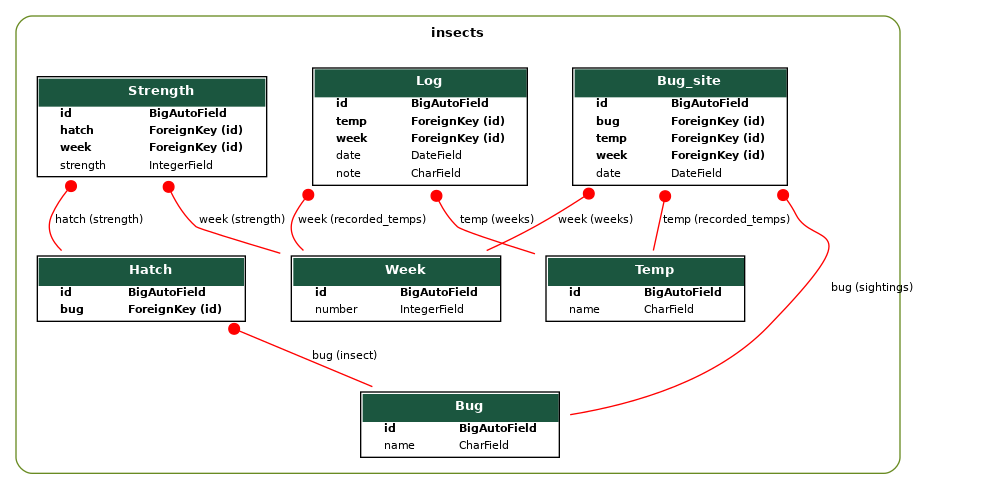 insects
Strength
id BigAutoField
hatch ForeignKey (id)
week ForeignKey (id)
strength IntegerField
Log
id BigAutoField
temp ForeignKey (id)
week ForeignKey (id)
date DateField
note CharField
Bug_site
id BigAutoField
bug ForeignKey (id)
temp ForeignKey (id)
week ForeignKey (id)
date DateField
hatch (strength)
week (strength)
week (recorded_temps)
temp (weeks)
week (weeks)
temp (recorded_temps)
bug (sightings)
Hatch
id BigAutoField
bug ForeignKey (id)
Week
id BigAutoField
number IntegerField
Temp
id BigAutoField
name CharField
bug (insect)
Bug
id BigAutoField
name CharField